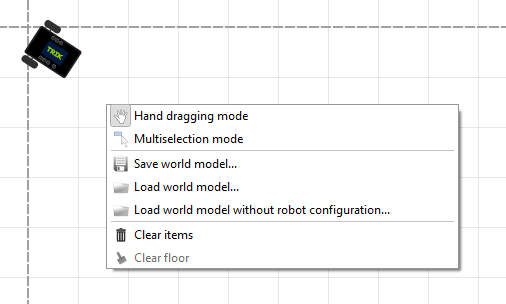 TRIK
Hand dragging mode
Multiselection mode
Save world model...
Load world model...
Load world model without robot configuration...
Clear items
Clear floor